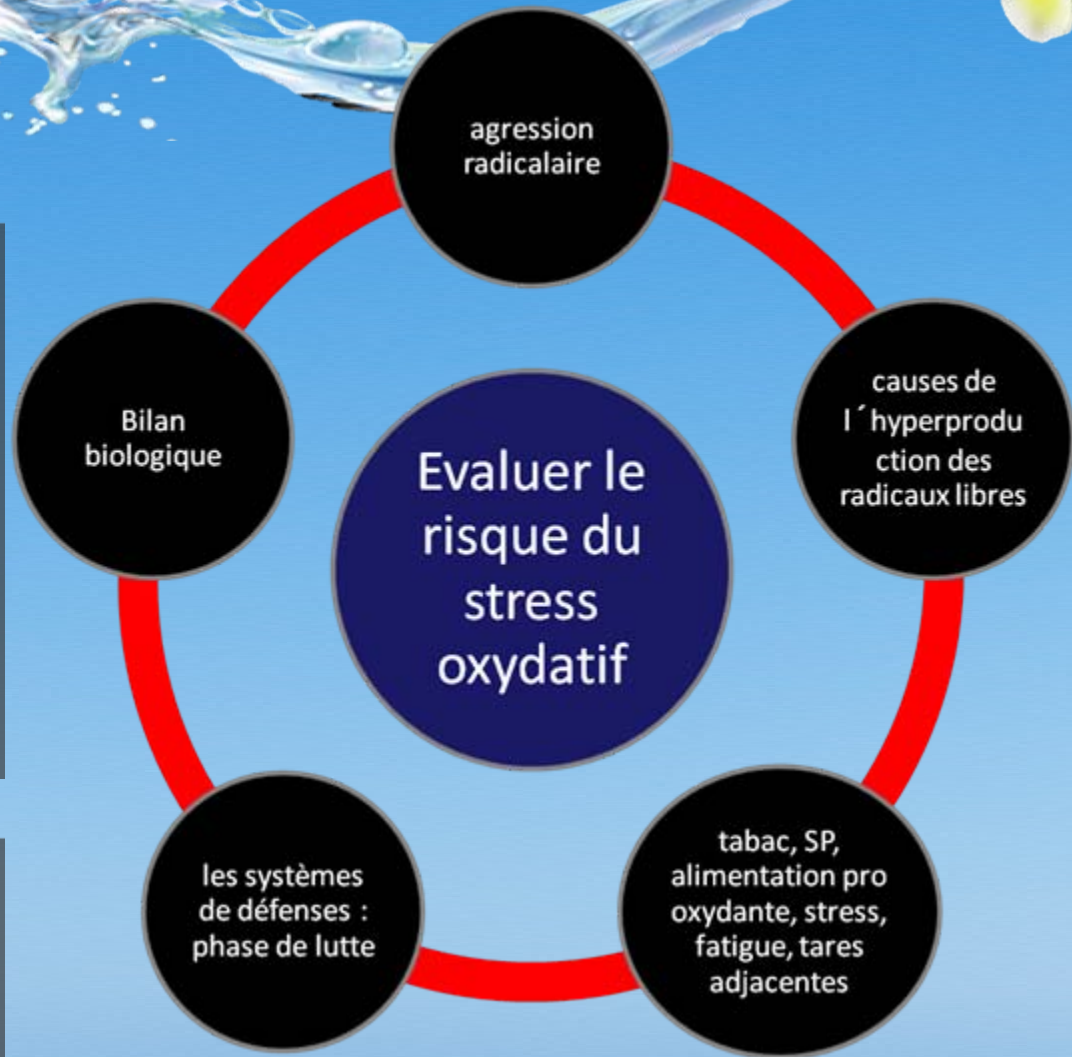 agression
radicalaire
causes de
l´hyperprodu
ction des
radicaux libres
tabac, SP,
alimentation pro
oxydante, stress,
fatigue, tares
adjacentes
les systèmes
de défenses :
phase de lutte
Bilan
biologique
Evaluer le
risque du
stress
oxydatif